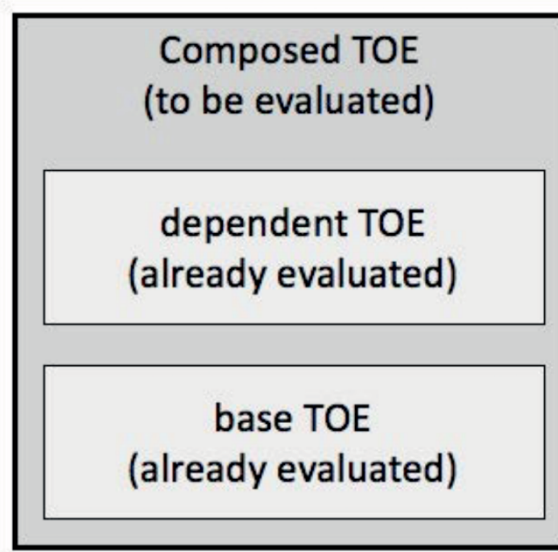 Composed TOE
(to be evaluated)
dependent TOE
(already evaluated)
base TOE
(already evaluated)